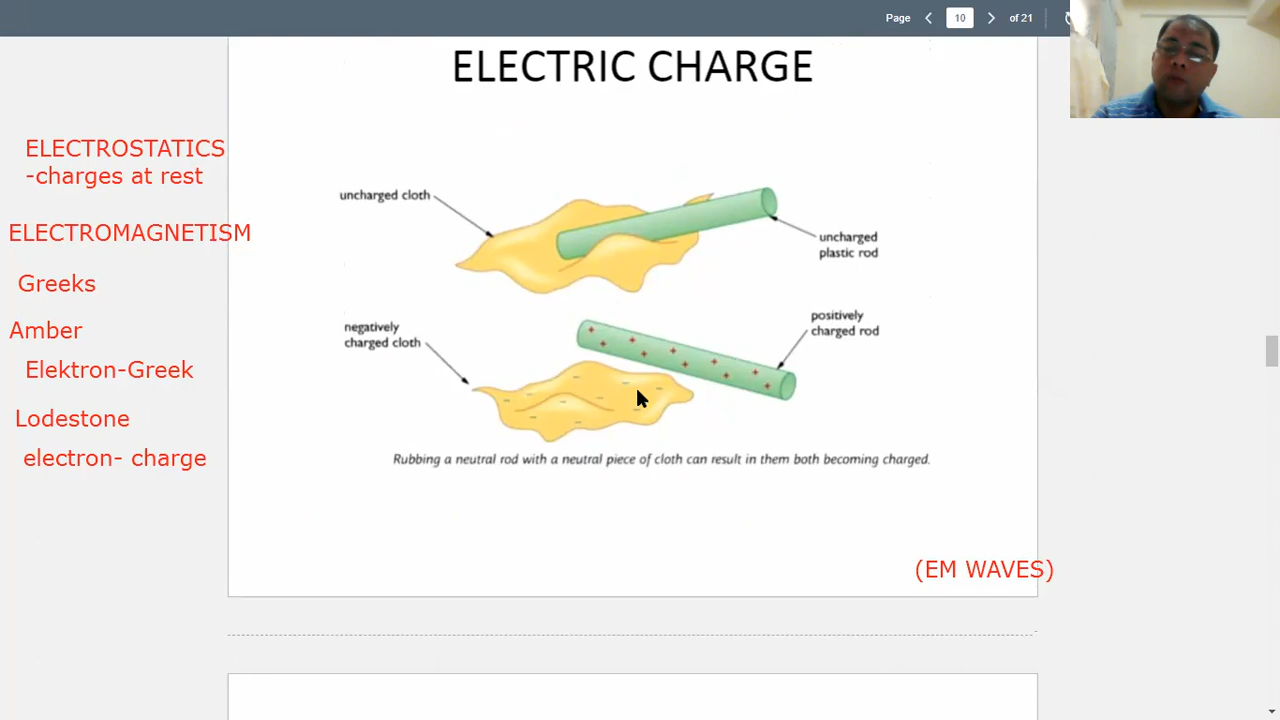 Page 10 of 21
ELECTRIC CHARGE
ELECTROSTATICS
-charges at rest
ELECTROMAGNETISM
Greeks
Amber
Elektron-Greek
Lodestone
electron- charge
uncharged cloth
uncharged
plastic rod
negatively
charged cloth
positively
charged rod
Rubbing a neutral rod with a neutral piece of cloth can result in them both becoming charged.
(EM WAVES)